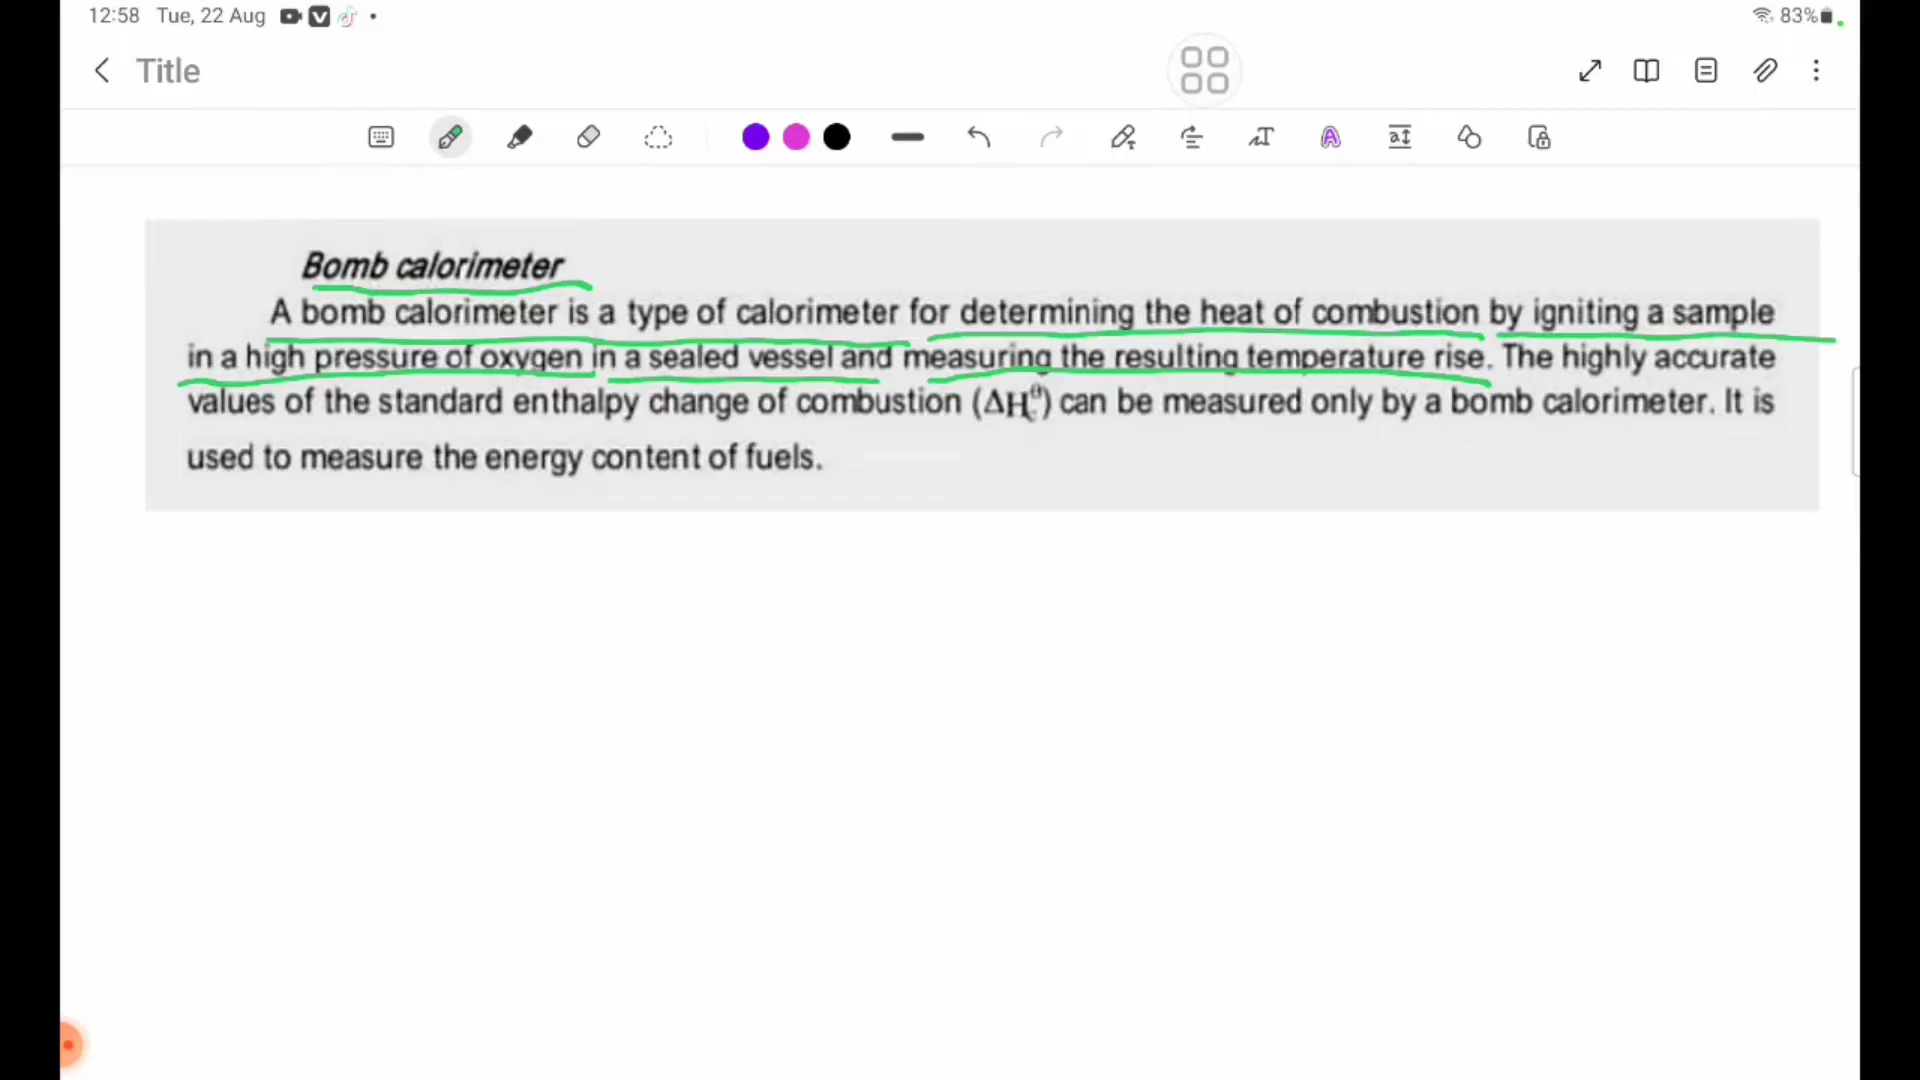 12:58 Tue, 22 Aug
83%
Title
Bomb calorimeter
A bomb calorimeter is a type of calorimeter for determining the heat of combustion by igniting a sample
in a high pressure of oxygen in a sealed vessel and measuring the resulting temperature rise. The highly accurate
values of the standard enthalpy change of combustion (ΔH꜀ᶿ) can be measured only by a bomb calorimeter. It is
used to measure the energy content of fuels.